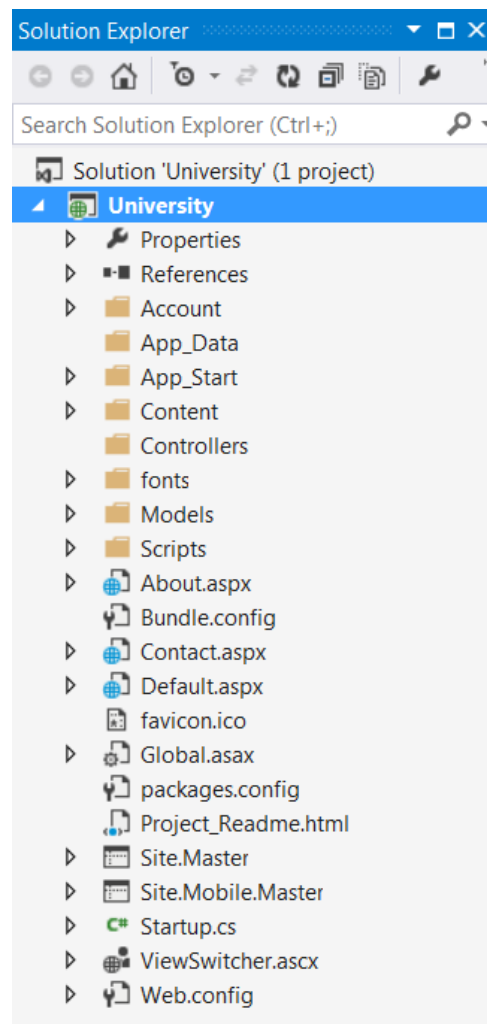 Solution Explorer
Search Solution Explorer (Ctrl+;)
Solution 'University' (1 project)
University
Properties
References
Account
App_Data
App_Start
Content
Controllers
fonts
Models
Scripts
About.aspx
Bundle.config
Contact.aspx
Default.aspx
favicon.ico
Global.asax
packages.config
Project_Readme.html
Site.Master
Site.Mobile.Master
C# Startup.cs
ViewSwitcher.ascx
Web.config